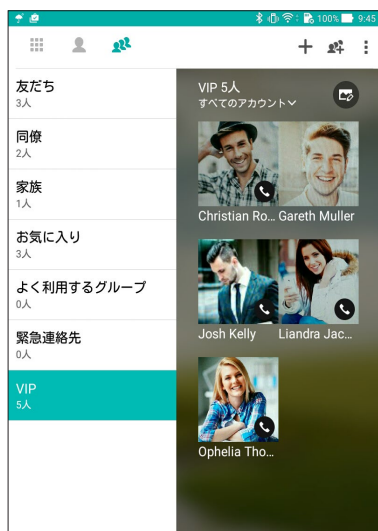 100% 9:45
友だち
3人
同僚
2人
家族
1人
お気に入り
3人
よく利用するグループ
0人
緊急連絡先
0人
VIP
5人
VIP 5人
すべてのアカウント
Christian Ro... Gareth Muller
Josh Kelly Liandra Jac...
Ophelia Tho...